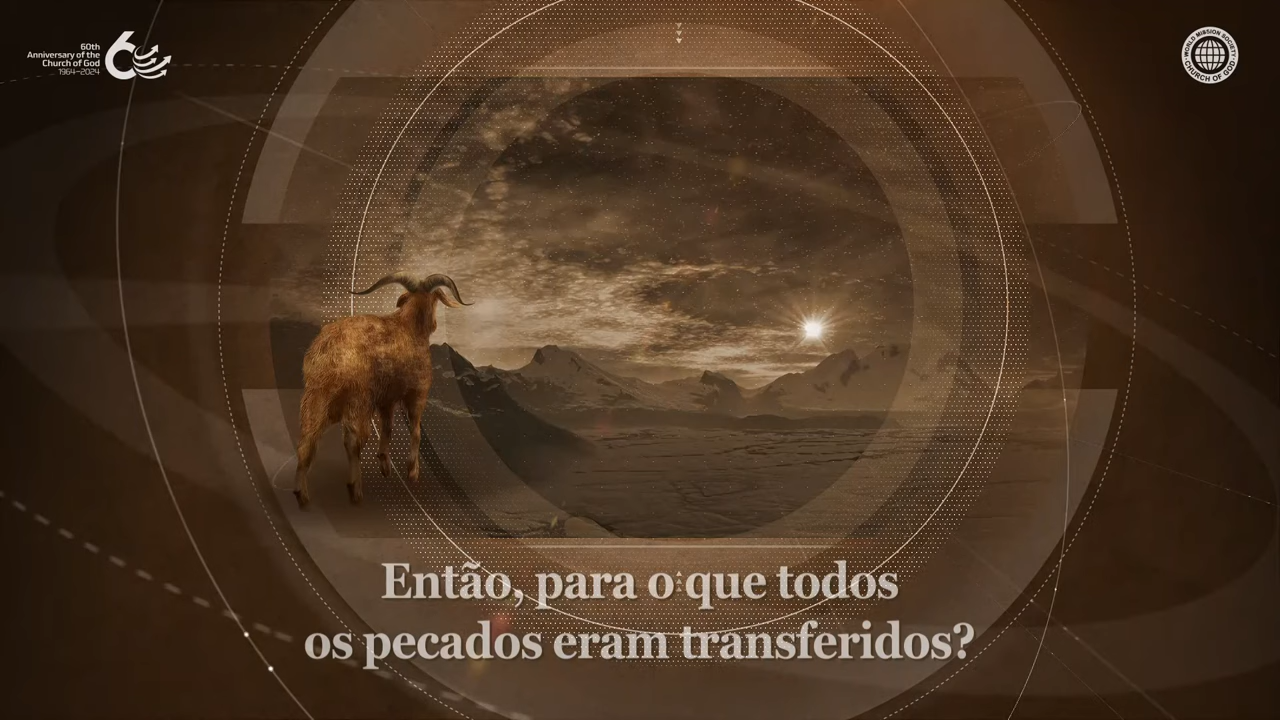 60th
Anniversary of the
Church of God
1964–2024
60
WORLD MISSION SOCIETY
CHURCH OF GOD
Então, para o que todos
os pecados eram transferidos?